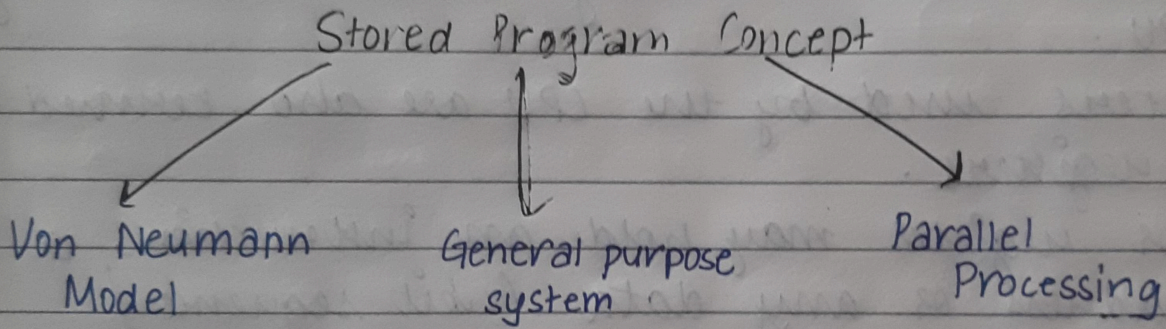 Stored Program Concept
Von Neumann
Model
General purpose
system
Parallel
Processing